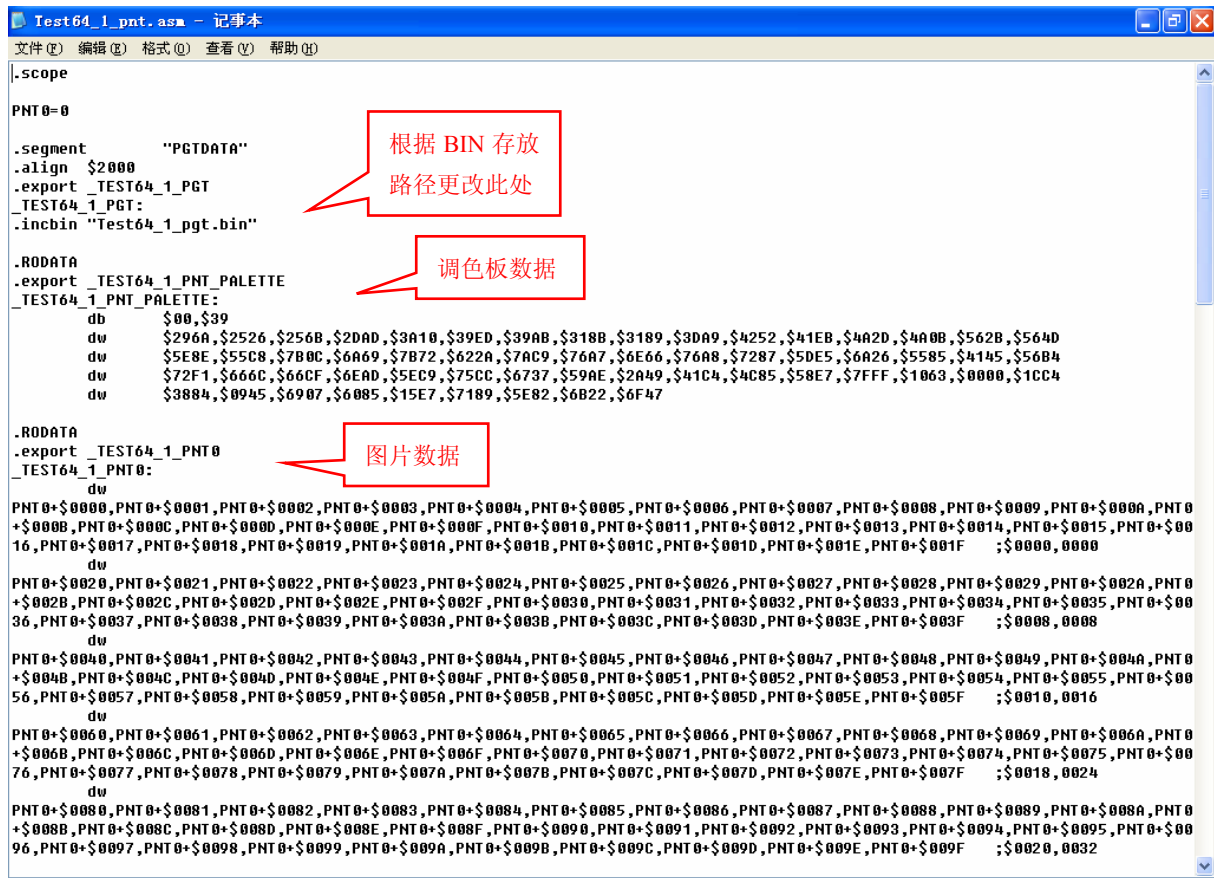 Test64_1_pnt.asm - 记事本
文件(F) 编辑(E) 格式(O) 查看(V) 帮助(H)
.scope
PNT0=0
.segment "PGTDATA"
.align $2000
.export _TEST64_1_PGT
_TEST64_1_PGT:
.incbin "Test64_1_pgt.bin"
根据 BIN 存放
路径更改此处
.RODATA
.export _TEST64_1_PNT_PALETTE
_TEST64_1_PNT_PALETTE:
调色板数据
db $00,$39
dw $296A,$2526,$256B,$2DAD,$3A10,$39ED,$39AB,$318B,$3189,$3DA9,$4252,$41EB,$4A2D,$4A0B,$562B,$564D
dw $5E8E,$55C8,$7B0C,$6A69,$7B72,$622A,$7AC9,$76A7,$6E66,$76A8,$7287,$5DE5,$6A26,$5585,$4145,$56B4
dw $72F1,$666C,$66CF,$6EAD,$5EC9,$75CC,$6737,$59AE,$2A49,$41C4,$4C85,$58E7,$7FFF,$1063,$0000,$1CC4
dw $3884,$0945,$6907,$6085,$15E7,$7189,$5E82,$6B22,$6F47
.RODATA
.export _TEST64_1_PNT0
_TEST64_1_PNT0:
图片数据
dw
PNT0+$0000,PNT0+$0001,PNT0+$0002,PNT0+$0003,PNT0+$0004,PNT0+$0005,PNT0+$0006,PNT0+$0007,PNT0+$0008,PNT0+$0009,PNT0+$000A,PNT0
+$000B,PNT0+$000C,PNT0+$000D,PNT0+$000E,PNT0+$000F,PNT0+$0010,PNT0+$0011,PNT0+$0012,PNT0+$0013,PNT0+$0014,PNT0+$0015,PNT0+$00
16,PNT0+$0017,PNT0+$0018,PNT0+$0019,PNT0+$001A,PNT0+$001B,PNT0+$001C,PNT0+$001D,PNT0+$001E,PNT0+$001F ;$0000,0000
dw
PNT0+$0020,PNT0+$0021,PNT0+$0022,PNT0+$0023,PNT0+$0024,PNT0+$0025,PNT0+$0026,PNT0+$0027,PNT0+$0028,PNT0+$0029,PNT0+$002A,PNT0
+$002B,PNT0+$002C,PNT0+$002D,PNT0+$002E,PNT0+$002F,PNT0+$0030,PNT0+$0031,PNT0+$0032,PNT0+$0033,PNT0+$0034,PNT0+$0035,PNT0+$00
36,PNT0+$0037,PNT0+$0038,PNT0+$0039,PNT0+$003A,PNT0+$003B,PNT0+$003C,PNT0+$003D,PNT0+$003E,PNT0+$003F ;$0008,0008
dw
PNT0+$0040,PNT0+$0041,PNT0+$0042,PNT0+$0043,PNT0+$0044,PNT0+$0045,PNT0+$0046,PNT0+$0047,PNT0+$0048,PNT0+$0049,PNT0+$004A,PNT0
+$004B,PNT0+$004C,PNT0+$004D,PNT0+$004E,PNT0+$004F,PNT0+$0050,PNT0+$0051,PNT0+$0052,PNT0+$0053,PNT0+$0054,PNT0+$0055,PNT0+$00
56,PNT0+$0057,PNT0+$0058,PNT0+$0059,PNT0+$005A,PNT0+$005B,PNT0+$005C,PNT0+$005D,PNT0+$005E,PNT0+$005F ;$0010,0016
dw
PNT0+$0060,PNT0+$0061,PNT0+$0062,PNT0+$0063,PNT0+$0064,PNT0+$0065,PNT0+$0066,PNT0+$0067,PNT0+$0068,PNT0+$0069,PNT0+$006A,PNT0
+$006B,PNT0+$006C,PNT0+$006D,PNT0+$006E,PNT0+$006F,PNT0+$0070,PNT0+$0071,PNT0+$0072,PNT0+$0073,PNT0+$0074,PNT0+$0075,PNT0+$00
76,PNT0+$0077,PNT0+$0078,PNT0+$0079,PNT0+$007A,PNT0+$007B,PNT0+$007C,PNT0+$007D,PNT0+$007E,PNT0+$007F ;$0018,0024
dw
PNT0+$0080,PNT0+$0081,PNT0+$0082,PNT0+$0083,PNT0+$0084,PNT0+$0085,PNT0+$0086,PNT0+$0087,PNT0+$0088,PNT0+$0089,PNT0+$008A,PNT0
+$008B,PNT0+$008C,PNT0+$008D,PNT0+$008E,PNT0+$008F,PNT0+$0090,PNT0+$0091,PNT0+$0092,PNT0+$0093,PNT0+$0094,PNT0+$0095,PNT0+$00
96,PNT0+$0097,PNT0+$0098,PNT0+$0099,PNT0+$009A,PNT0+$009B,PNT0+$009C,PNT0+$009D,PNT0+$009E,PNT0+$009F ;$0020,0032